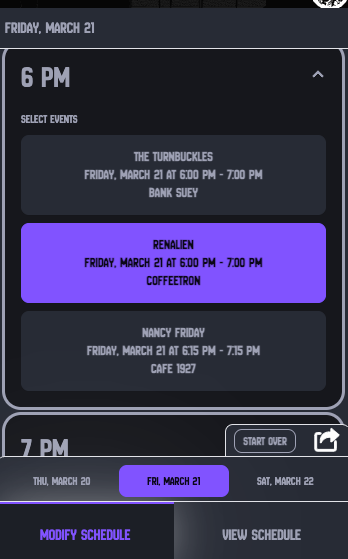 FRIDAY, MARCH 21
6 PM
SELECT EVENTS
THE TURNBUCKLES
FRIDAY, MARCH 21 AT 6:00 PM - 7:00 PM
BANK SUEY
RENALIEN
FRIDAY, MARCH 21 AT 6:00 PM - 7:00 PM
COFFEETRON
NANCY FRIDAY
FRIDAY, MARCH 21 AT 6:15 PM - 7:15 PM
CAFE 1927
7 PM
START OVER
THU, MARCH 20
FRI, MARCH 21
SAT, MARCH 22
MODIFY SCHEDULE
VIEW SCHEDULE